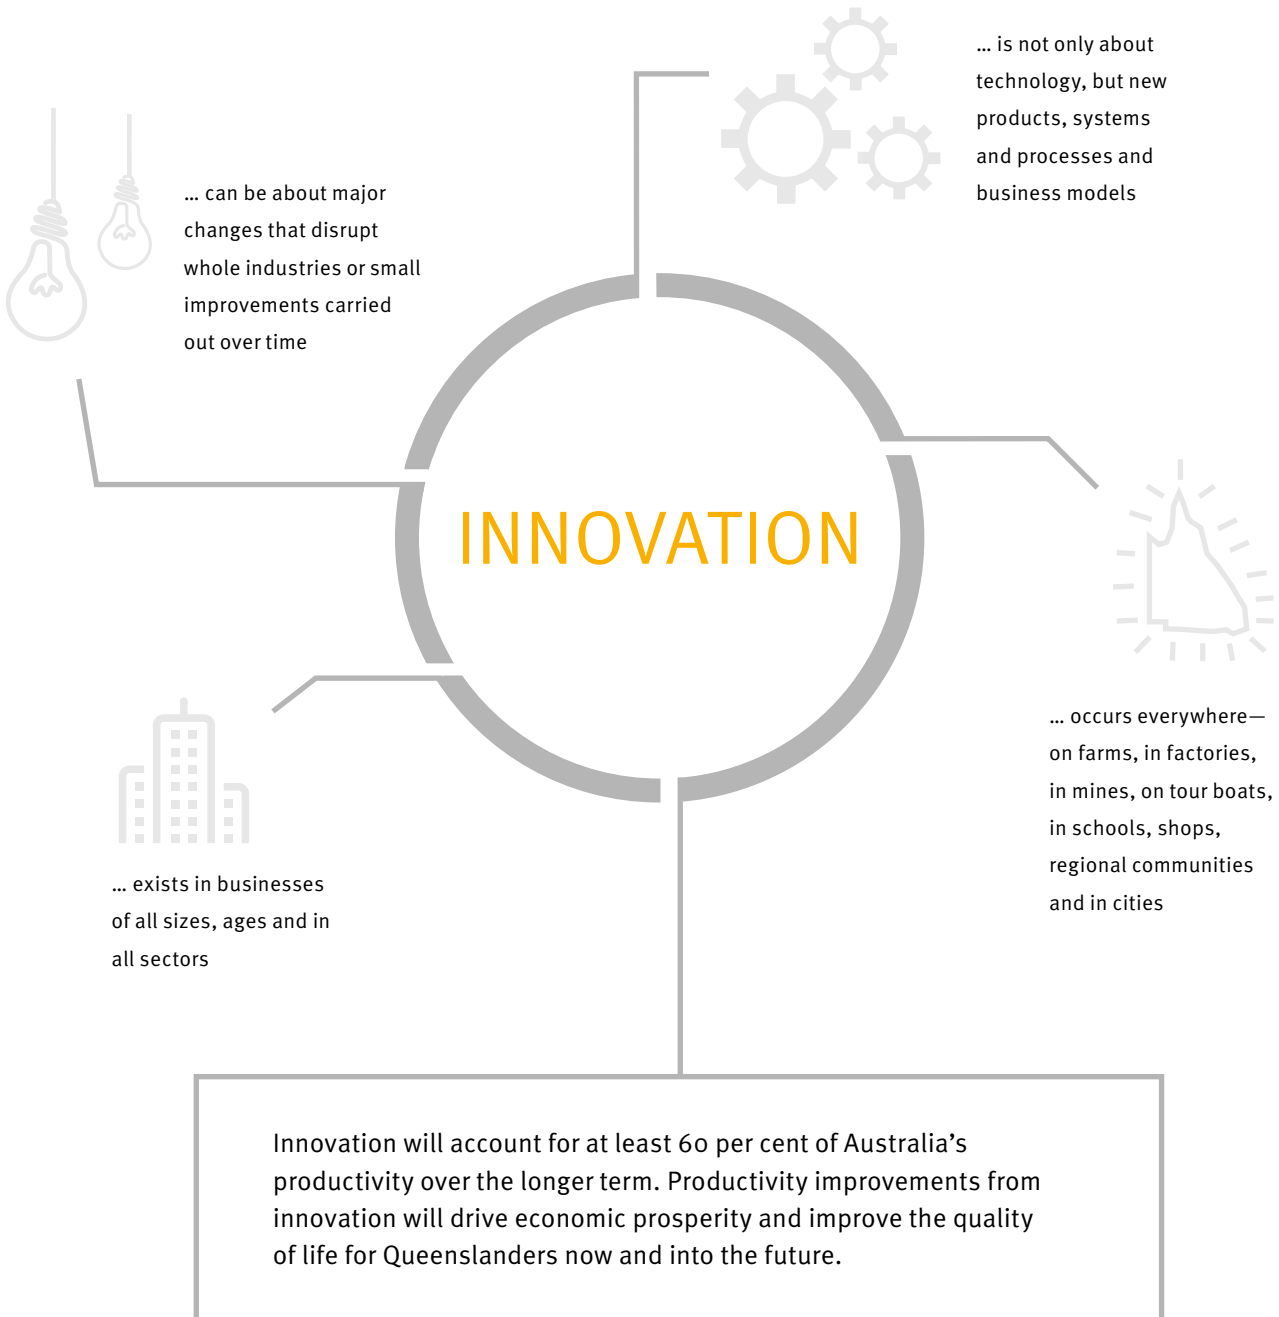 … is not only about
technology, but new
products, systems
and processes and
business models
… can be about major
changes that disrupt
whole industries or small
improvements carried
out over time
INNOVATION
… occurs everywhere—
on farms, in factories,
in mines, on tour boats,
in schools, shops,
regional communities
and in cities
… exists in businesses
of all sizes, ages and in
all sectors
Innovation will account for at least 60 per cent of Australia’s
productivity over the longer term. Productivity improvements from
innovation will drive economic prosperity and improve the quality
of life for Queenslanders now and into the future.